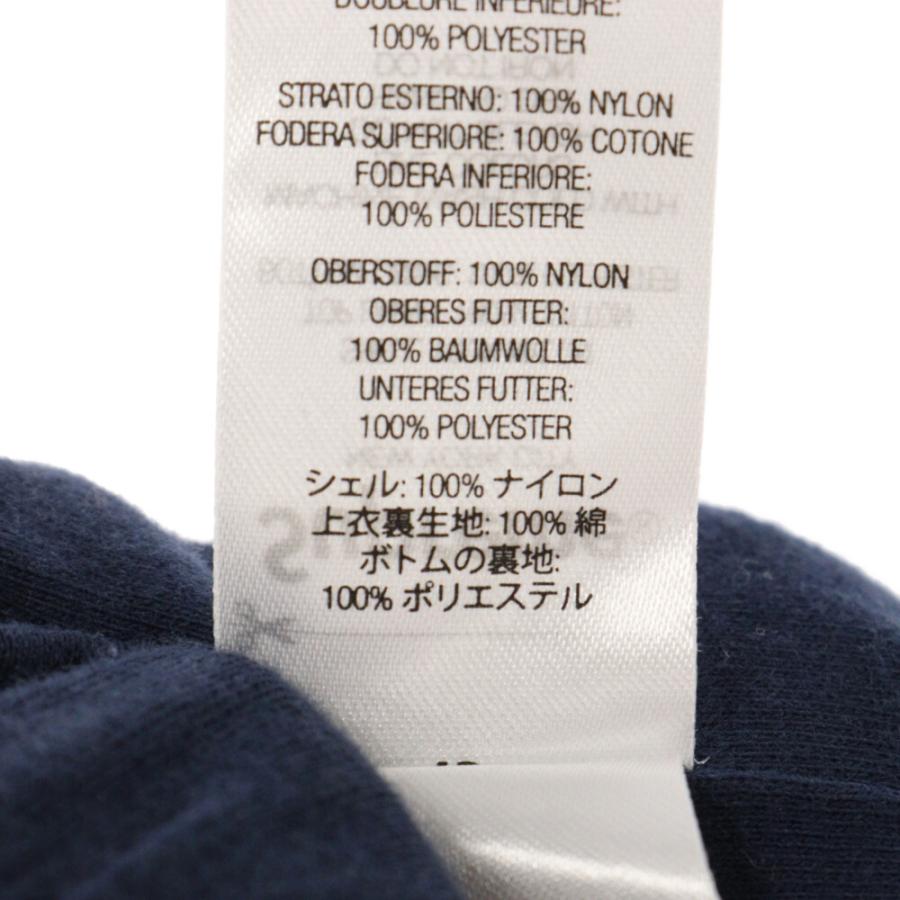 DOUBLURE INFÉRIEURE:
100% POLYESTER
STRATO ESTERNO: 100% NYLON
FODERA SUPERIORE: 100% COTONE
FODERA INFERIORE:
100% POLIESTERE
OBERSTOFF: 100% NYLON
OBERES FUTTER:
100% BAUMWOLLE
UNTERES FUTTER:
100% POLYESTER
シェル: 100% ナイロン
上衣裏生地: 100% 綿
ボトムの裏地:
100% ポリエステル